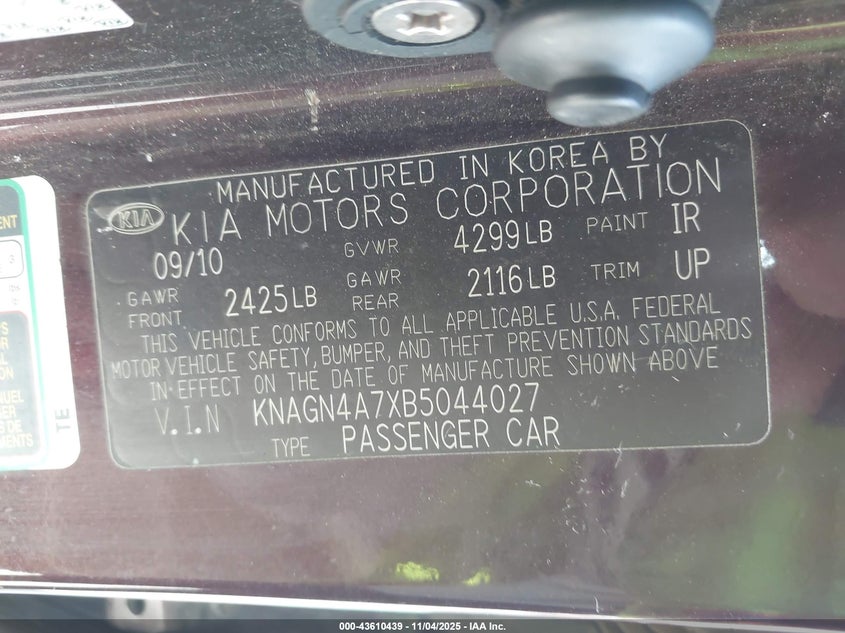 MANUFACTURED IN KOREA BY
KIA KIA MOTORS CORPORATION
09/10 GVWR 4299LB PAINT IR
GAWR FRONT 2425LB GAWR REAR 2116LB TRIM UP
THIS VEHICLE CONFORMS TO ALL APPLICABLE U.S.A. FEDERAL
MOTOR VEHICLE SAFETY, BUMPER, AND THEFT PREVENTION STANDARDS
IN EFFECT ON THE DATE OF MANUFACTURE SHOWN ABOVE
V.I.N KNAGN4A7XB5044027
TYPE PASSENGER CAR
TE
000-43610439 - 11/04/2025 - IAA Inc.